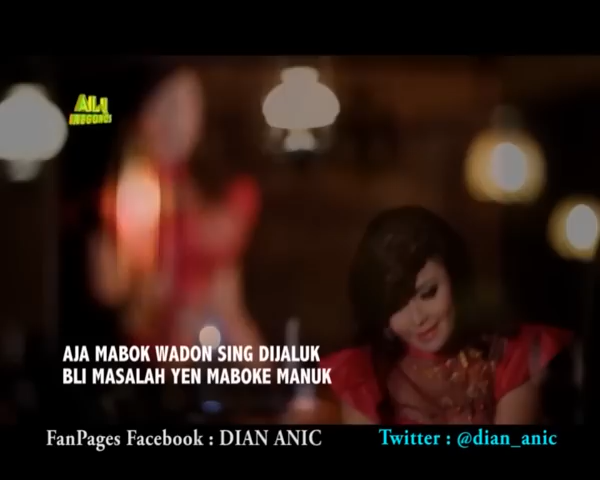 AJA MABOK WADON SING DIJALUK
BLI MASALAH YEN MABOKE MANUK
FanPages Facebook : DIAN ANIC
Twitter : @dian_anic